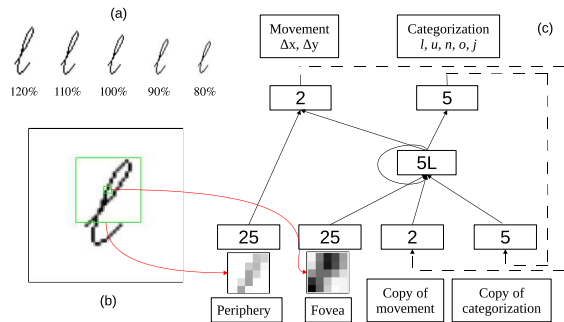 (a)
120% 110% 100% 90% 80%
(b)
(c)
Movement
Δx, Δy
Categorization
l, u, n, o, j
2
5
5L
25
25
2
5
Periphery
Fovea
Copy of
movement
Copy of
categorization